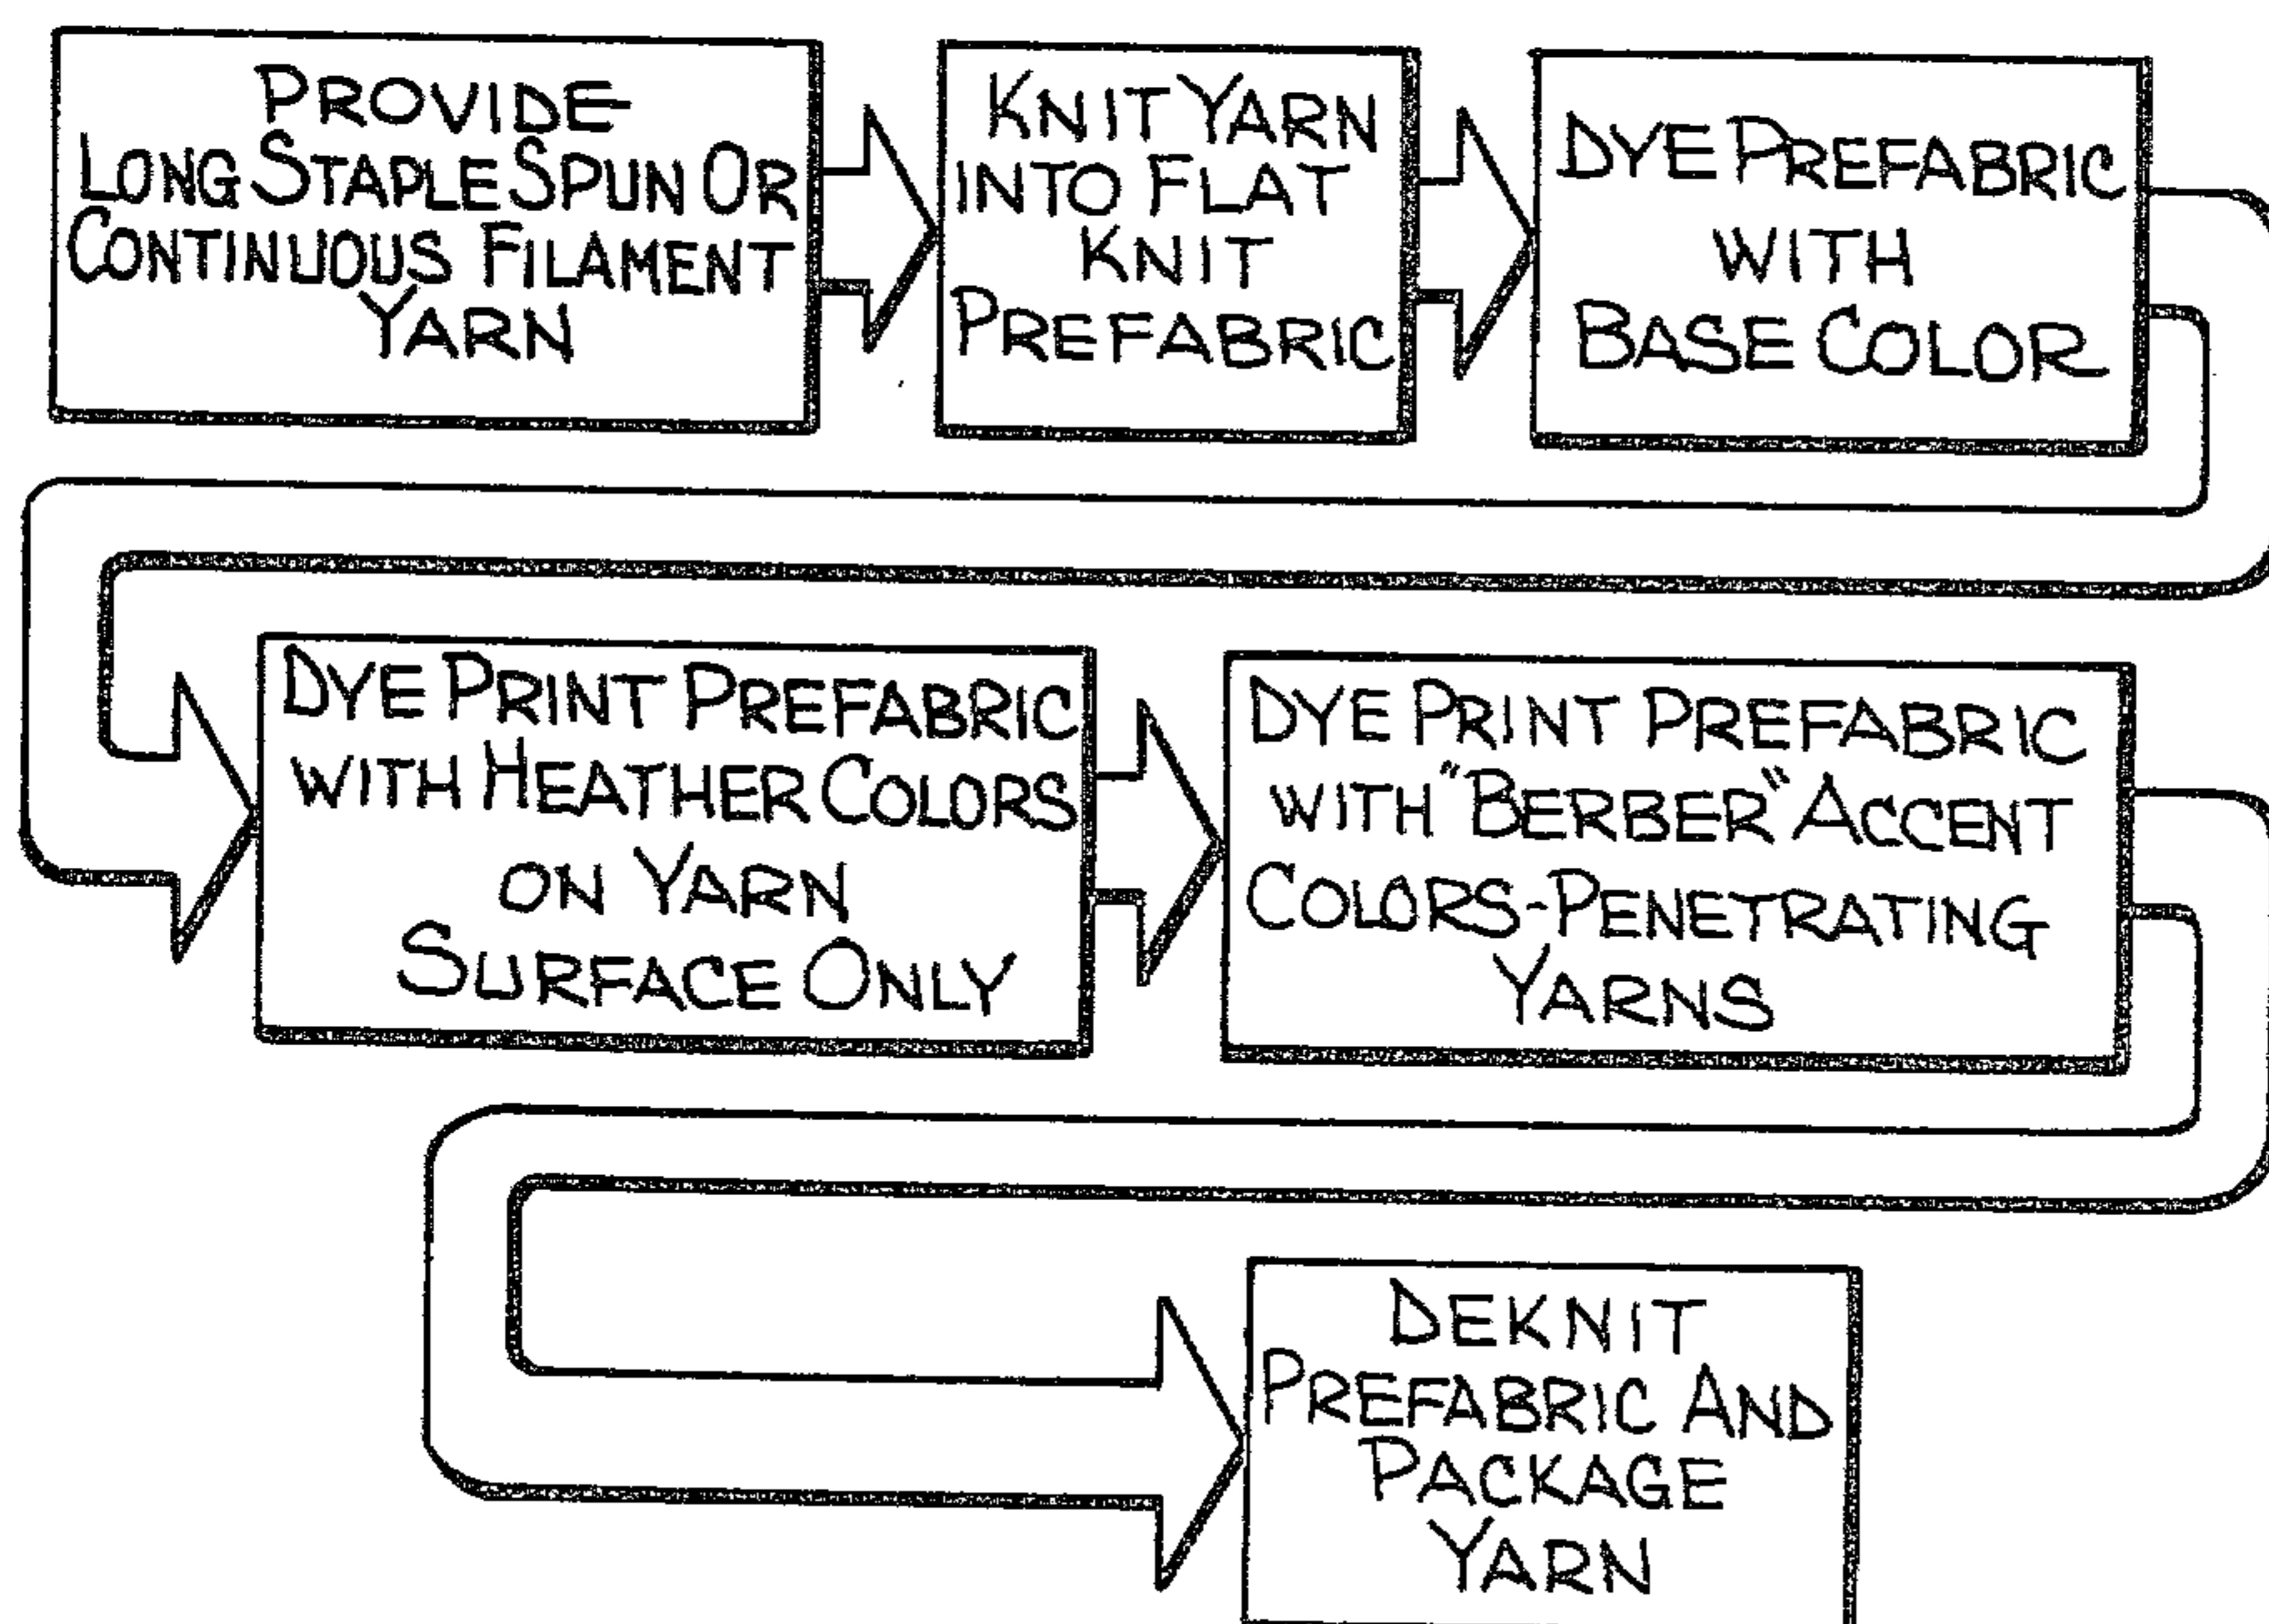 PROVIDE
LONG STAPLE SPUN OR
CONTINUOUS FILAMENT
YARN
KNIT YARN
INTO FLAT
KNIT
PREFABRIC
DYE PREFABRIC
WITH
BASE COLOR
DYE PRINT PREFABRIC
WITH HEATHER COLORS
ON YARN
SURFACE ONLY
DYE PRINT PREFABRIC
WITH "BERBER" ACCENT
COLORS-PENETRATING
YARNS
DEKNIT
PREFABRIC AND
PACKAGE
YARN